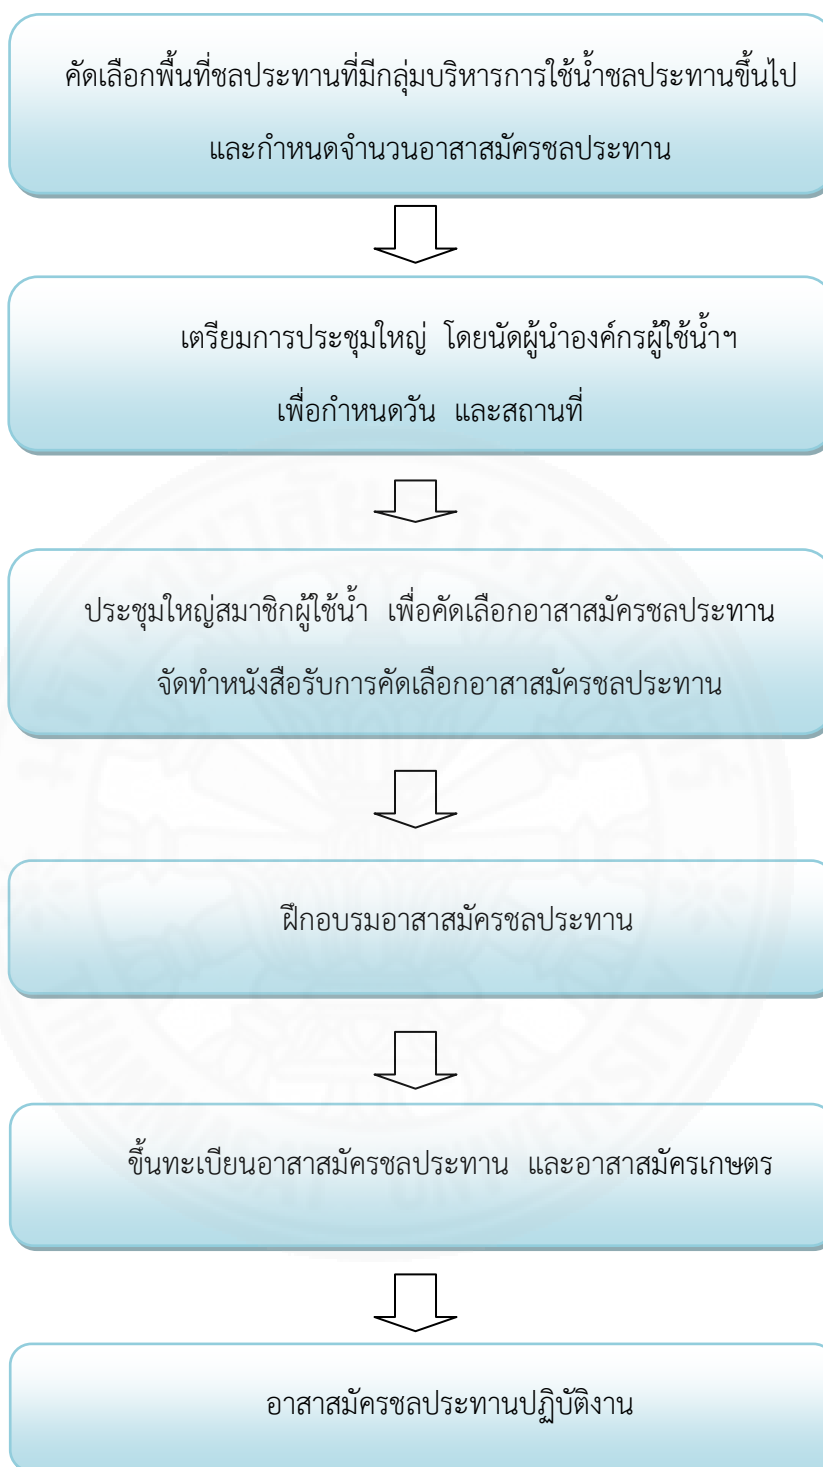 คัดเลือกพื้นที่ชลประทานที่มีกลุ่มบริหารการใช้น้ำชลประทานขึ้นไป
และกำหนดจำนวนอาสาสมัครชลประทาน
เตรียมการประชุมใหญ่ โดยนัดผู้นำองค์กรผู้ใช้น้ำฯ
เพื่อกำหนดวัน และสถานที่
ประชุมใหญ่สมาชิกผู้ใช้น้ำ เพื่อคัดเลือกอาสาสมัครชลประทาน
จัดทำหนังสือรับการคัดเลือกอาสาสมัครชลประทาน
ฝึกอบรมอาสาสมัครชลประทาน
ขึ้นทะเบียนอาสาสมัครชลประทาน และอาสาสมัครเกษตร
อาสาสมัครชลประทานปฏิบัติงาน